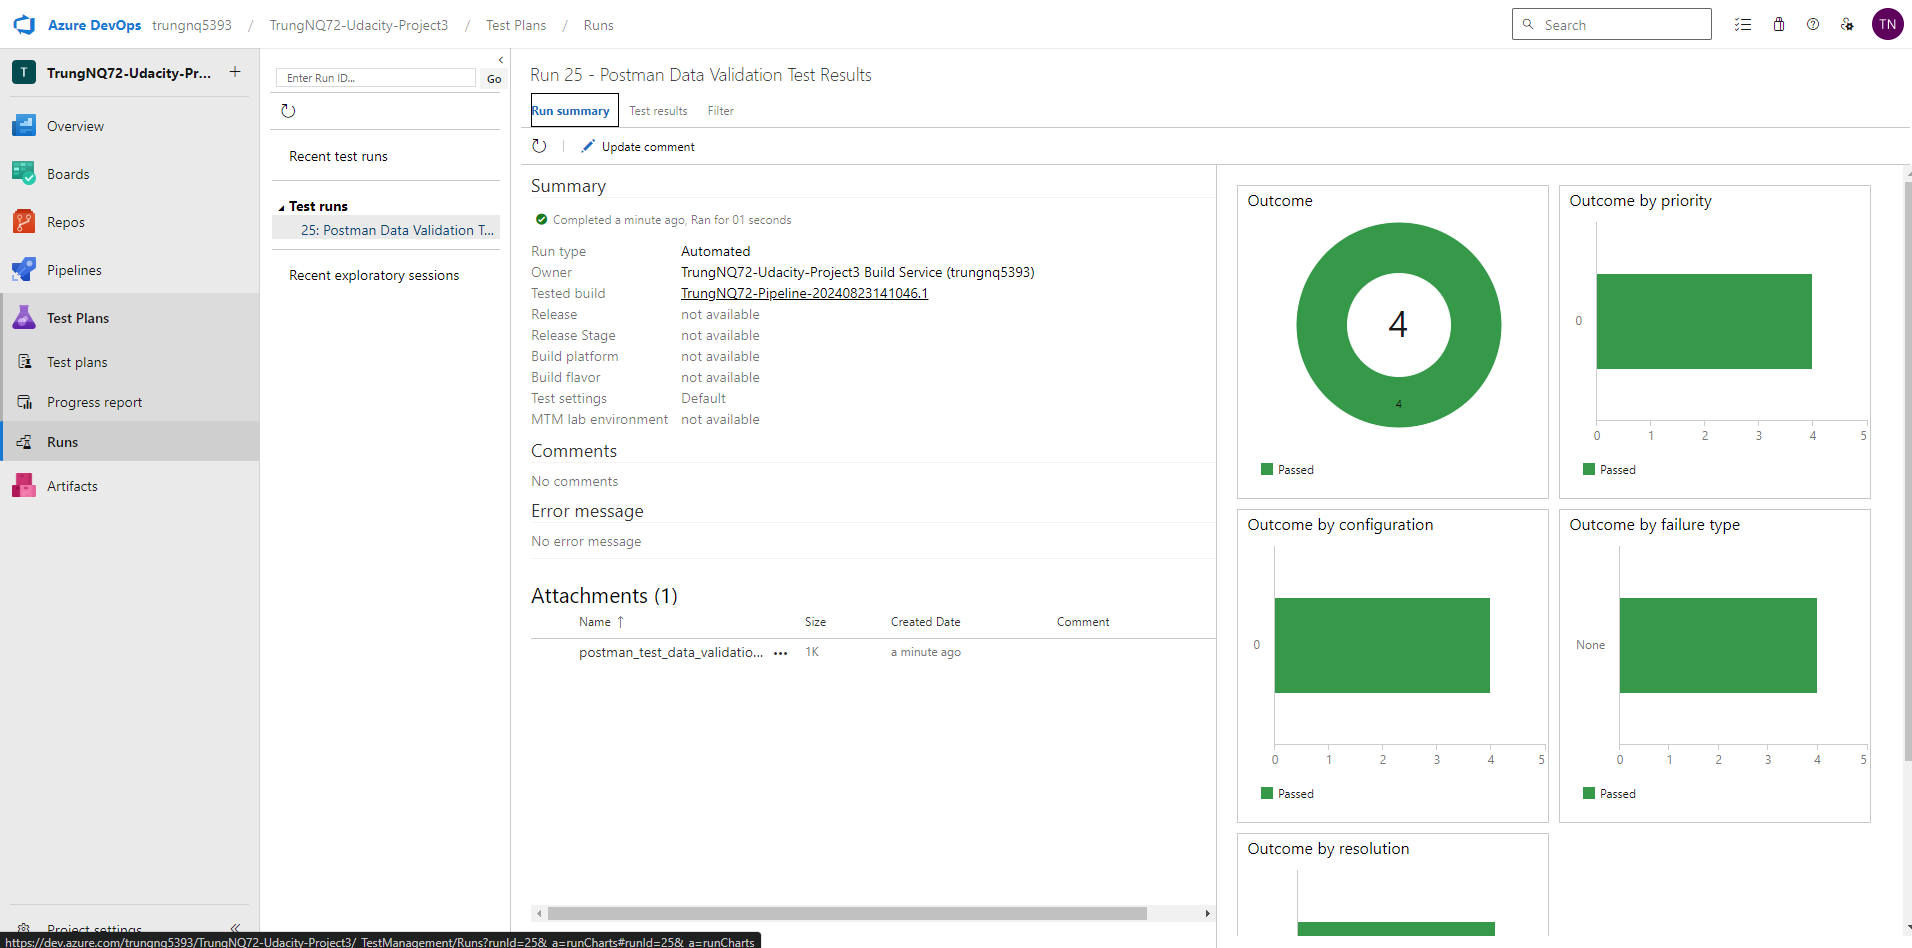 Azure DevOps trungnq5393 / TrungNQ72-Udacity-Project3 / Test Plans / Runs
Search
TN
T TrungNQ72-Udacity-Pr... +
Overview
Boards
Repos
Pipelines
Test Plans
Test plans
Progress report
Runs
Artifacts
Project settings
https://dev.azure.com/trungnq5393/TrungNQ72-Udacity-Project3/_TestManagement/Runs?runId=25&_a=runCharts#runId=25&_a=runCharts
Enter Run ID...
Go
Recent test runs
Test runs
25: Postman Data Validation T...
Recent exploratory sessions
Run 25 - Postman Data Validation Test Results
Run summary Test results Filter
Update comment
Summary
Completed a minute ago, Ran for 01 seconds
Run type Automated
Owner TrungNQ72-Udacity-Project3 Build Service (trungnq5393)
Tested build TrungNQ72-Pipeline-20240823141046.1
Release not available
Release Stage not available
Build platform not available
Build flavor not available
Test settings Default
MTM lab environment not available
Comments
No comments
Error message
No error message
Attachments (1)
Name ↑ Size Created Date Comment
postman_test_data_validatio... ••• 1K a minute ago
Outcome
4
4
Passed
Outcome by priority
0
0 1 2 3 4 5
Passed
Outcome by configuration
0
0 1 2 3 4 5
Passed
Outcome by failure type
None
0 1 2 3 4 5
Passed
Outcome by resolution